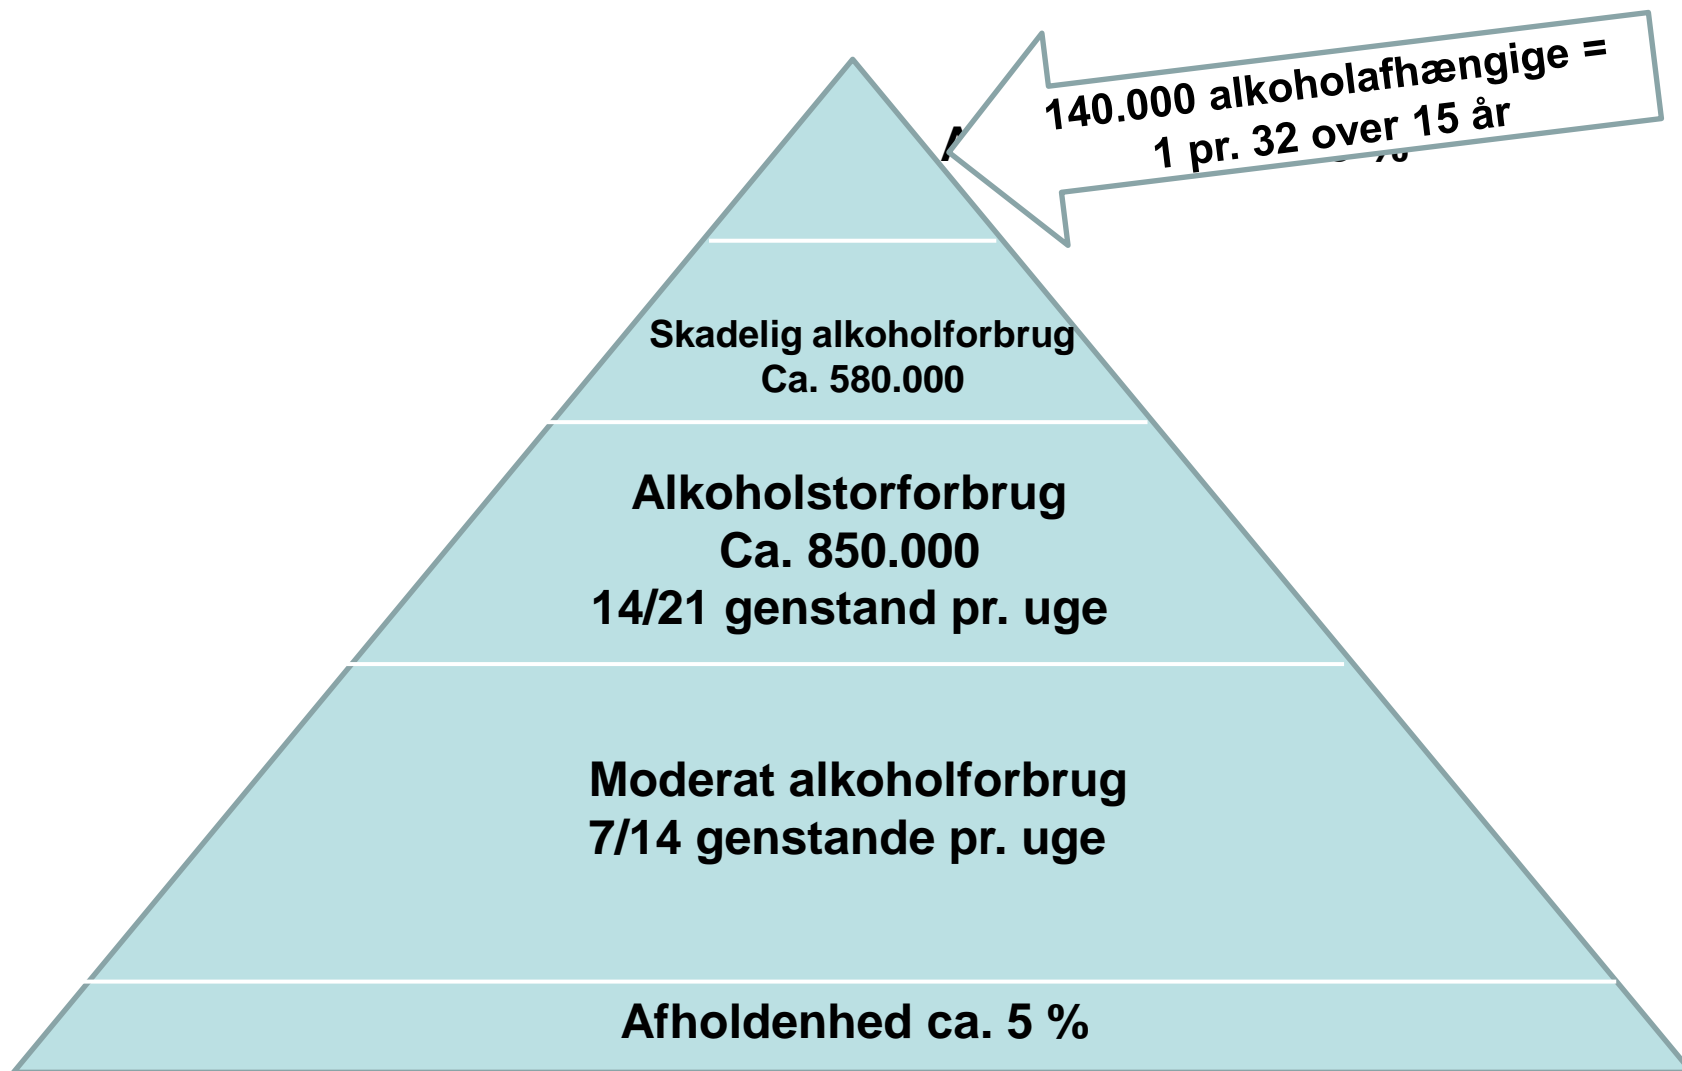 140.000 alkoholafhængige =
1 pr. 32 over 15 år
Skadelig alkoholforbrug
Ca. 580.000
Alkoholstorforbrug
Ca. 850.000
14/21 genstand pr. uge
Moderat alkoholforbrug
7/14 genstande pr. uge
Afholdenhed ca. 5 %